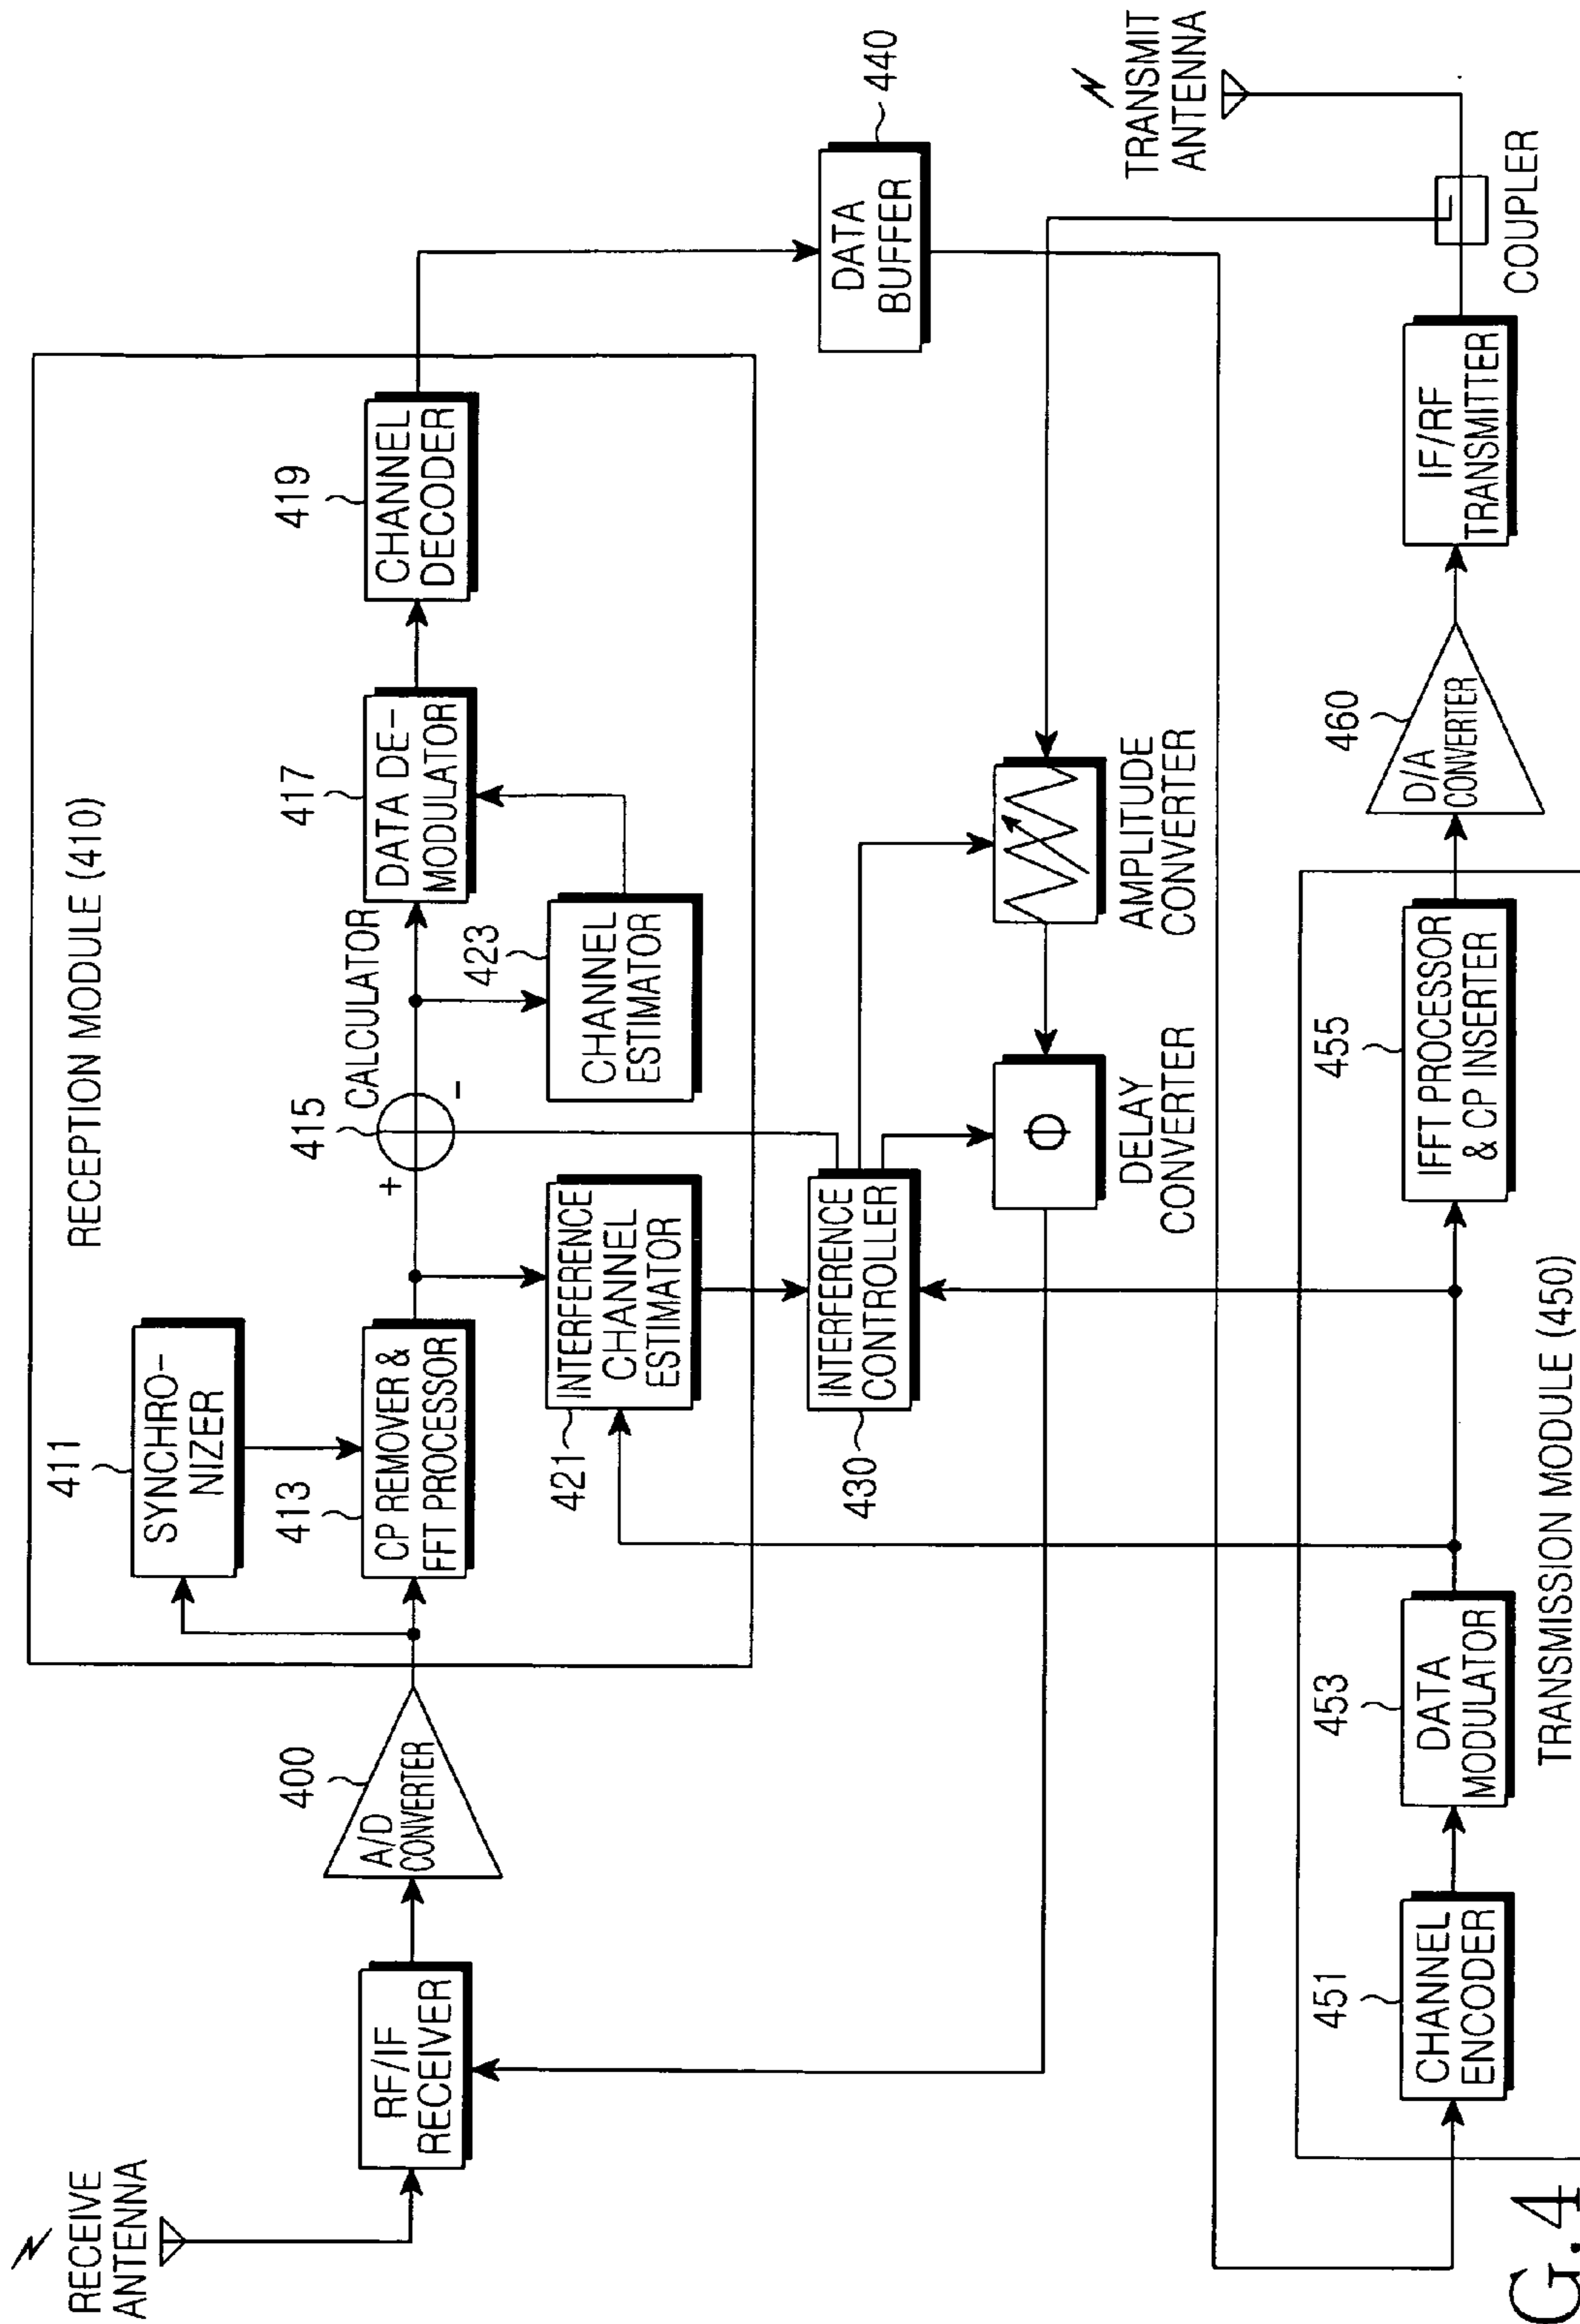 RECEIVE
ANTENNA
RF/IF
RECEIVER
400
A/D
CONVERTER
RECEPTION MODULE (410)
411
SYNCHRO-
NIZER
413
CP REMOVER &
FFT PROCESSOR
415
CALCULATOR
+
-
417
DATA DE-
MODULATOR
419
CHANNEL
DECODER
421
INTERFERENCE
CHANNEL
ESTIMATOR
423
CHANNEL
ESTIMATOR
430
INTERFERENCE
CONTROLLER
440
DATA
BUFFER
Φ
DELAY
CONVERTER
AMPLITUDE
CONVERTER
TRANSMIT
ANTENNA
COUPLER
451
CHANNEL
ENCODER
453
DATA
MODULATOR
455
IFFT PROCESSOR
& CP INSERTER
460
D/A
CONVERTER
IF/RF
TRANSMITTER
TRANSMISSION MODULE (450)
G.4